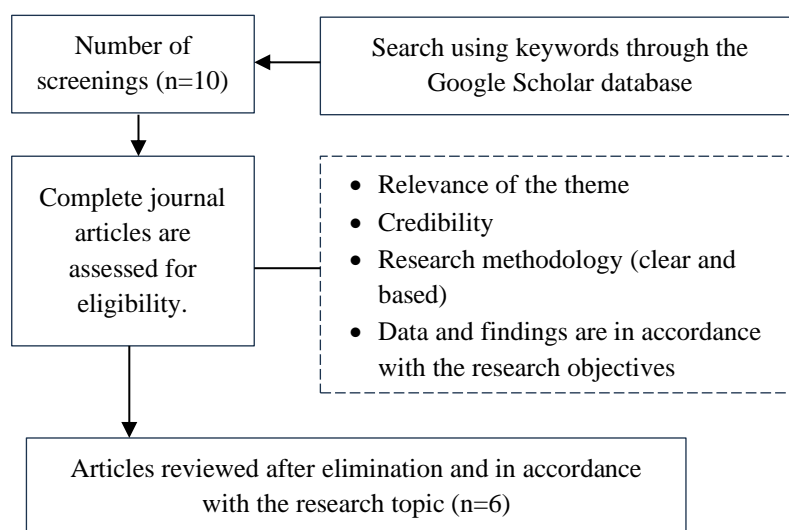 Number of
screenings (n=10)
Search using keywords through the
Google Scholar database
Complete journal
articles are
assessed for
eligibility.
• Relevance of the theme
• Credibility
• Research methodology (clear and
based)
• Data and findings are in accordance
with the research objectives
Articles reviewed after elimination and in accordance
with the research topic (n=6)